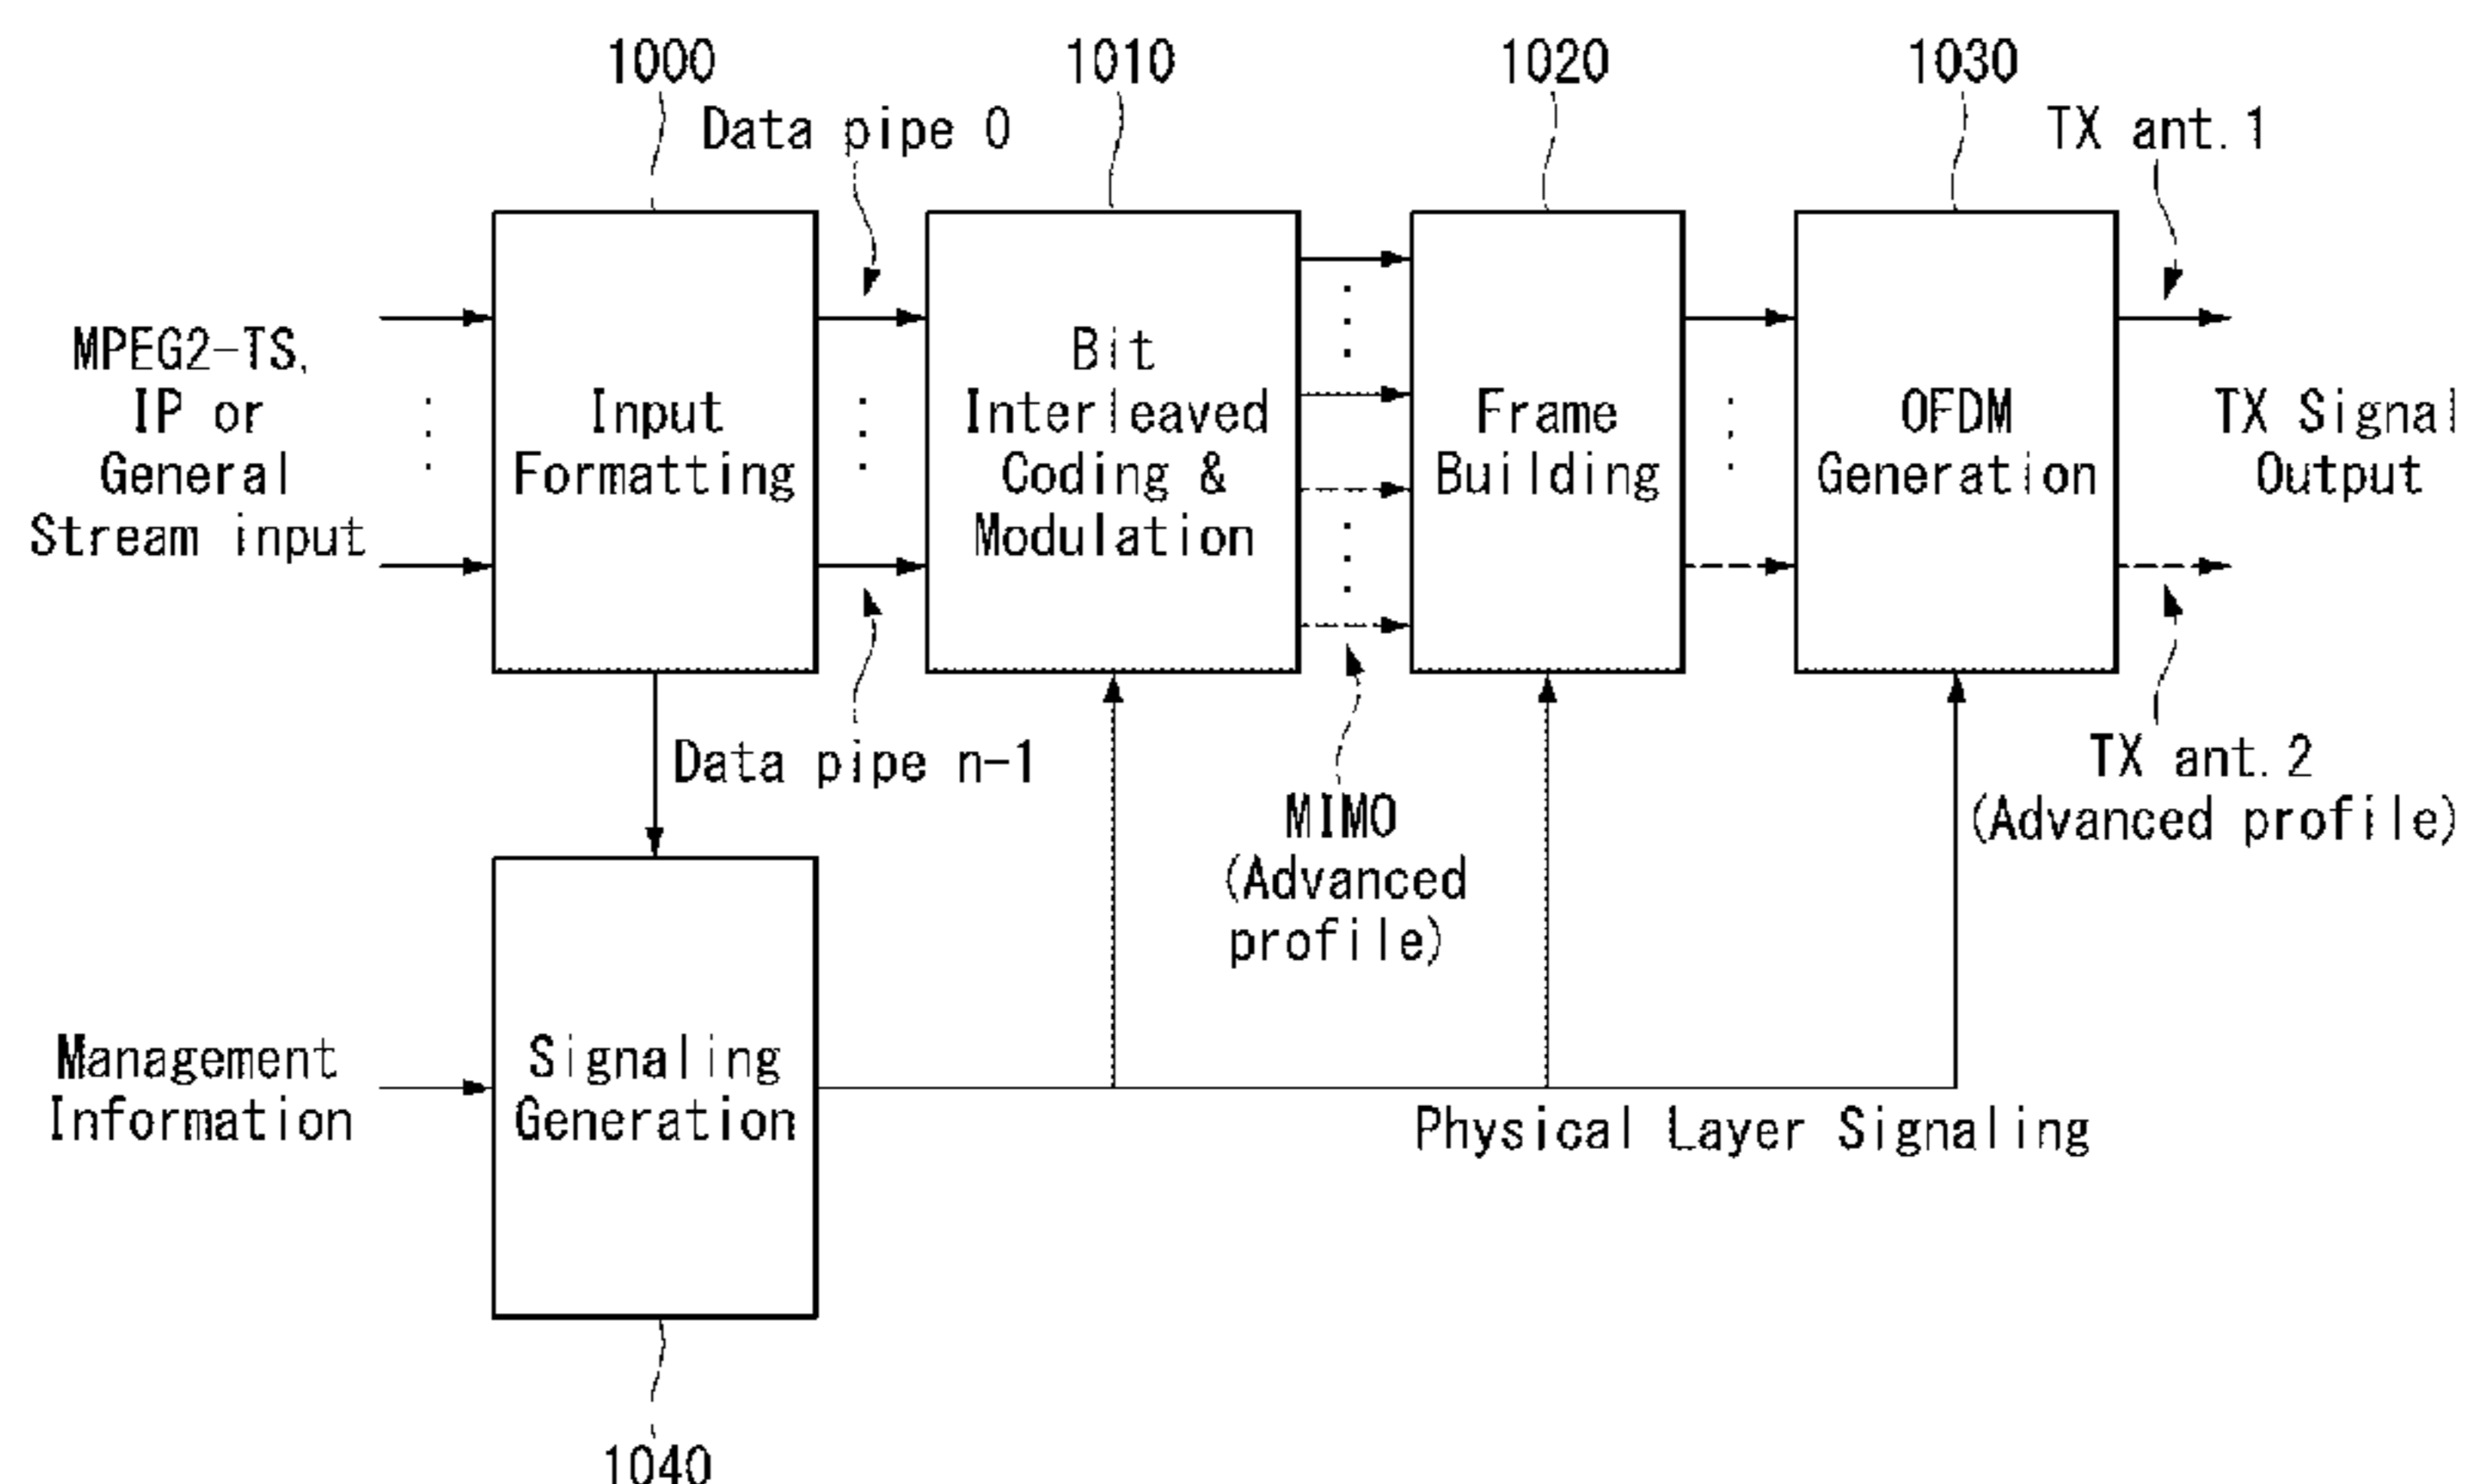 1000
1010
1020
1030
Data pipe 0
TX ant.1
MPEG2-TS,
IP or
General
Stream input
Input
Formatting
Bit
Interleaved
Coding &
Modulation
Frame
Building
OFDM
Generation
TX Signal
Output
Data pipe n-1
MIMO
(Advanced
profile)
TX ant.2
(Advanced profile)
Management
Information
Signaling
Generation
Physical Layer Signaling
1040